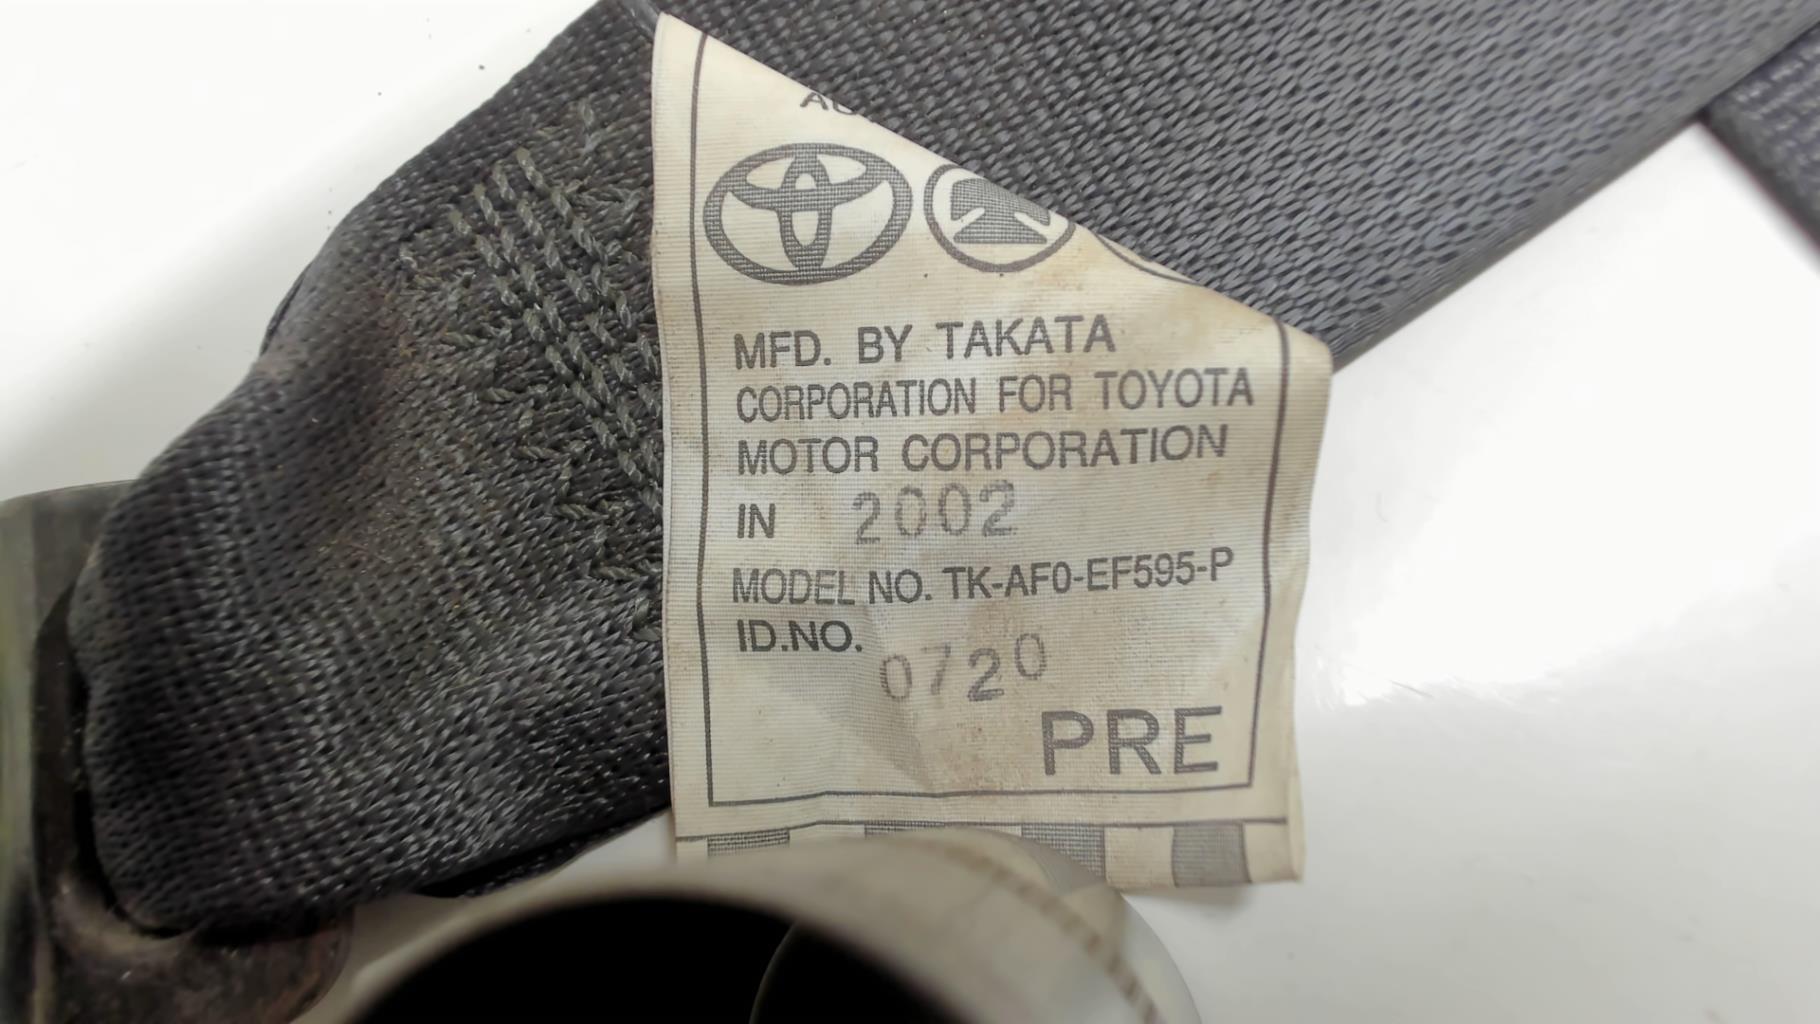 MFD. BY TAKATA
CORPORATION FOR TOYOTA
MOTOR CORPORATION
IN 2002
MODEL NO. TK-AF0-EF595-P
ID.NO. 0720
PRE